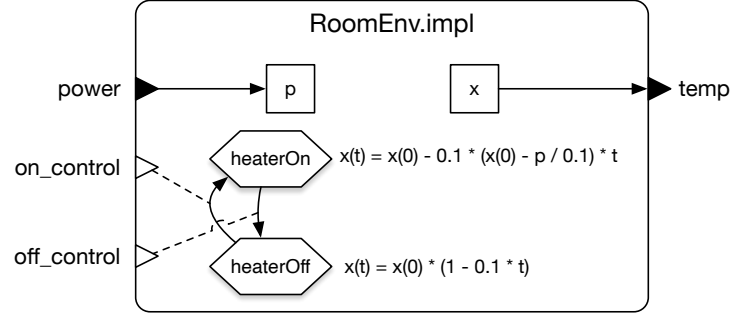 RoomEnv.impl
power
p
x
temp
on_control
heaterOn
x(t) = x(0) - 0.1 * (x(0) - p / 0.1) * t
off_control
heaterOff
x(t) = x(0) * (1 - 0.1 * t)